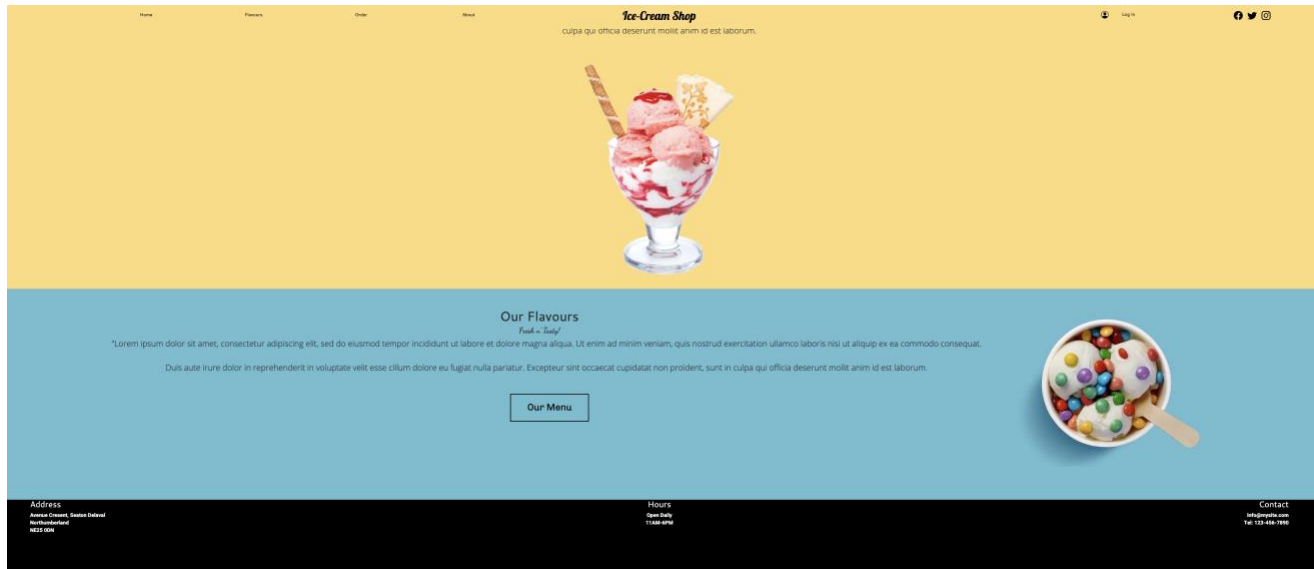 Home Flavours Order About Ice-Cream Shop Log In
culpa qui officia deserunt mollit anim id est laborum.
Our Flavours
Fresh n' Tasty!
"Lorem ipsum dolor sit amet, consectetur adipiscing elit, sed do eiusmod tempor incididunt ut labore et dolore magna aliqua. Ut enim ad minim veniam, quis nostrud exercitation ullamco laboris nisi ut aliquip ex ea commodo consequat.
Duis aute irure dolor in reprehenderit in voluptate velit esse cillum dolore eu fugiat nulla pariatur. Excepteur sint occaecat cupidatat non proident, sunt in culpa qui officia deserunt mollit anim id est laborum.
Our Menu
Address
Avenue Cresent, Seaton Delaval
Northumberland
NE25 0DN
Hours
Open Daily
11AM-6PM
Contact
info@mysite.com
Tel: 123-456-7890